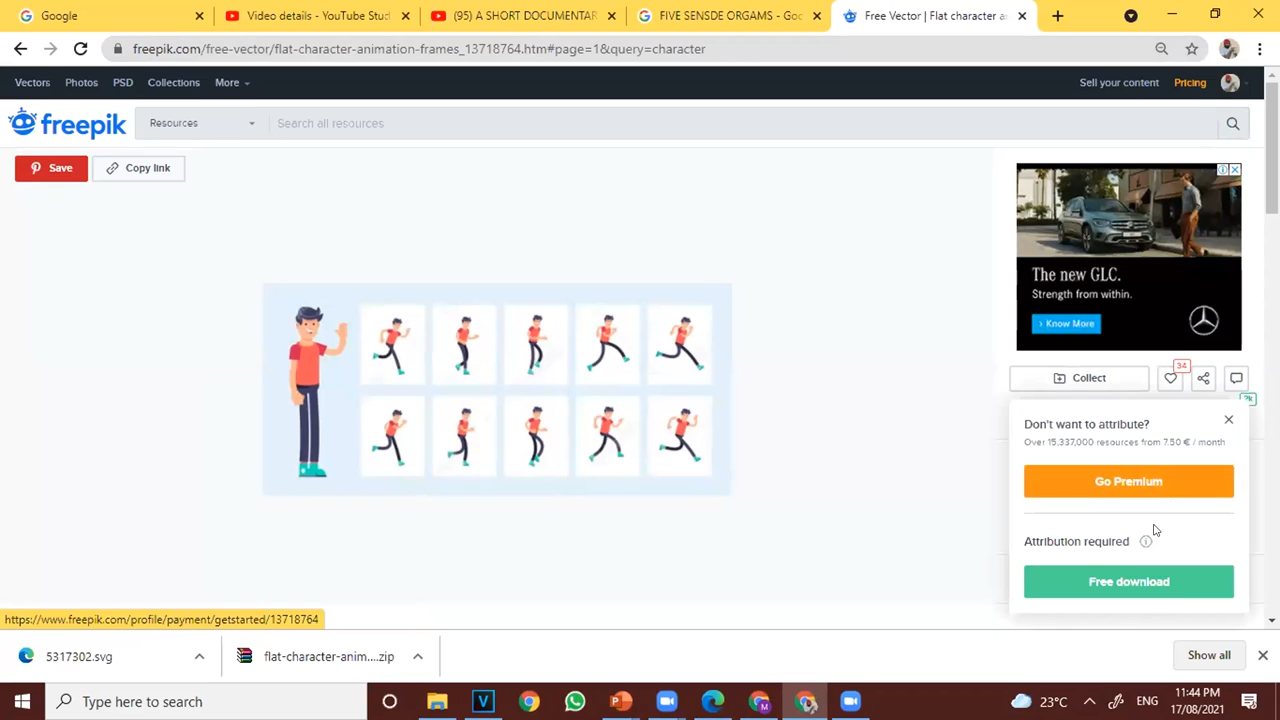 Google
Video details - YouTube Stud
(95) A SHORT DOCUMENTAR
FIVE SENSDE ORGAMS - Goo
Free Vector | Flat character a
freepik.com/free-vector/flat-character-animation-frames_13718764.htm#page=1&query=character
Vectors Photos PSD Collections More Sell your content Pricing
freepik Resources Search all resources
Save Copy link
The new GLC.
Strength from within.
› Know More
34
Collect
2k
Don't want to attribute?
Over 15,337,000 resources from 7.50 € / month
Go Premium
Attribution required
Free download
https://www.freepik.com/profile/payment/getstarted/13718764
5317302.svg flat-character-anim....zip Show all
Type here to search 23°C ENG 11:44 PM
17/08/2021